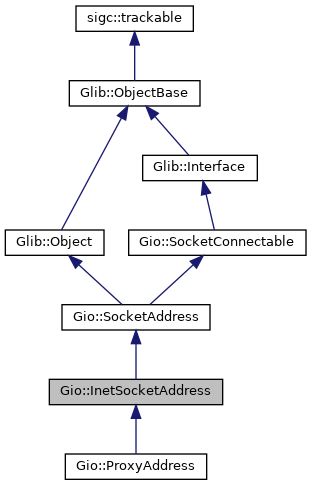 sigc::trackable
Glib::ObjectBase
Glib::Interface
Glib::Object
Gio::SocketConnectable
Gio::SocketAddress
Gio::InetSocketAddress
Gio::ProxyAddress